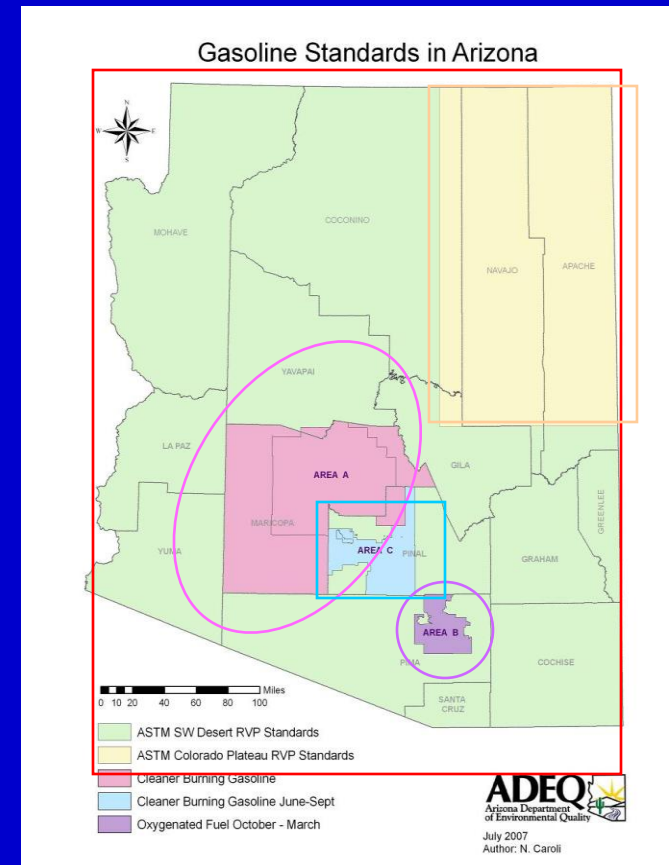 Gasoline Standards in Arizona
N
W E
S
MOHAVE
COCONINO
NAVAJO
APACHE
YAVAPAI
LA PAZ
GILA
AREA A
MARICOPA
GREENLEE
YUMA
AREA C
PINAL
GRAHAM
AREA B
PIMA
COCHISE
SANTA
CRUZ
Miles
0 10 20 40 60 80 100
ASTM SW Desert RVP Standards
ASTM Colorado Plateau RVP Standards
Cleaner Burning Gasoline
Cleaner Burning Gasoline June-Sept
Oxygenated Fuel October - March
ADEQ
Arizona Department
of Environmental Quality
July 2007
Author: N. Caroli